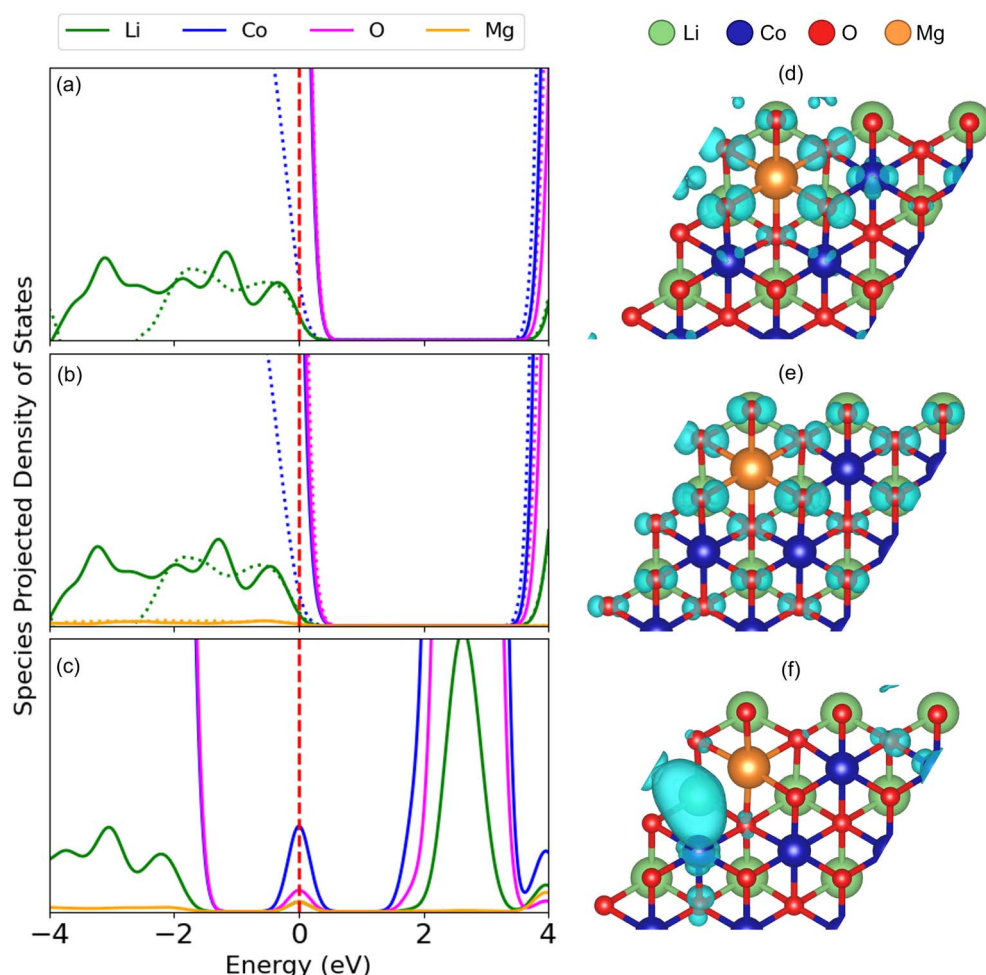 Li Co O Mg
Li Co O Mg
(a)
(d)
(b)
(e)
(c)
(f)
Species Projected Density of States
−4 −2 0 2 4
Energy (eV)